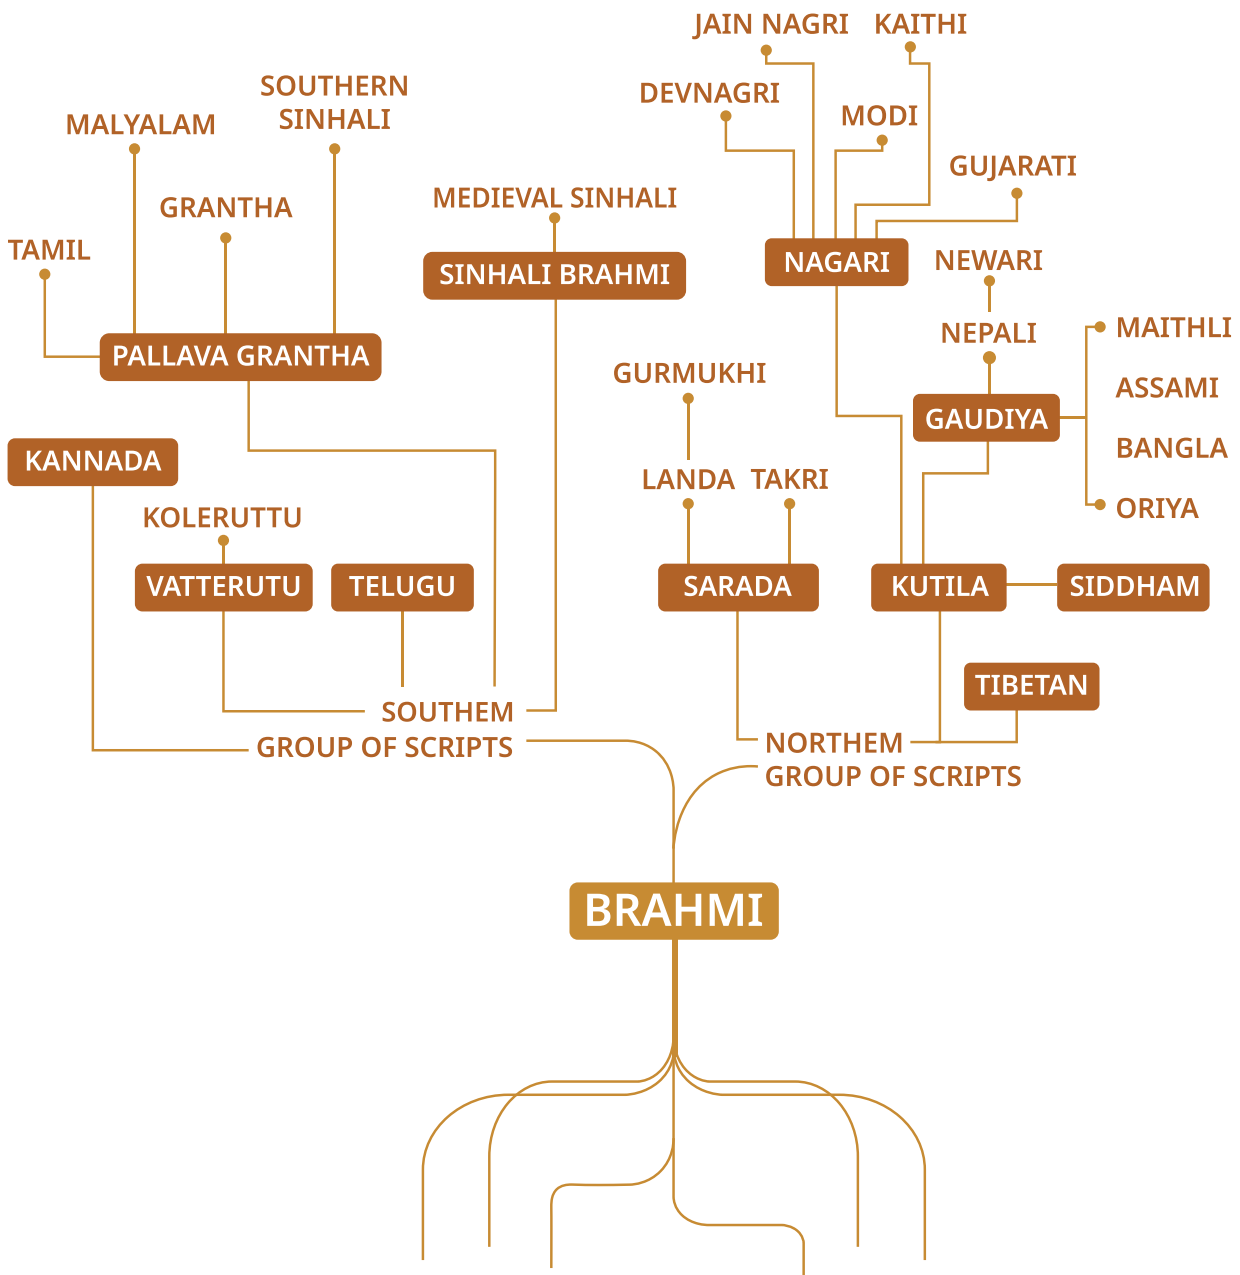 JAIN NAGRI
KAITHI
SOUTHERN
SINHALI
DEVNAGRI
MODI
MALYALAM
GUJARATI
MEDIEVAL SINHALI
GRANTHA
TAMIL
SINHALI BRAHMI
NAGARI
NEWARI
NEPALI
MAITHLI
PALLAVA GRANTHA
GURMUKHI
ASSAMI
GAUDIYA
BANGLA
KANNADA
LANDA
TAKRI
ORIYA
KOLERUTTU
VATTERUTU
TELUGU
SARADA
KUTILA
SIDDHAM
TIBETAN
SOUTHEM
GROUP OF SCRIPTS
NORTHEM
GROUP OF SCRIPTS
BRAHMI